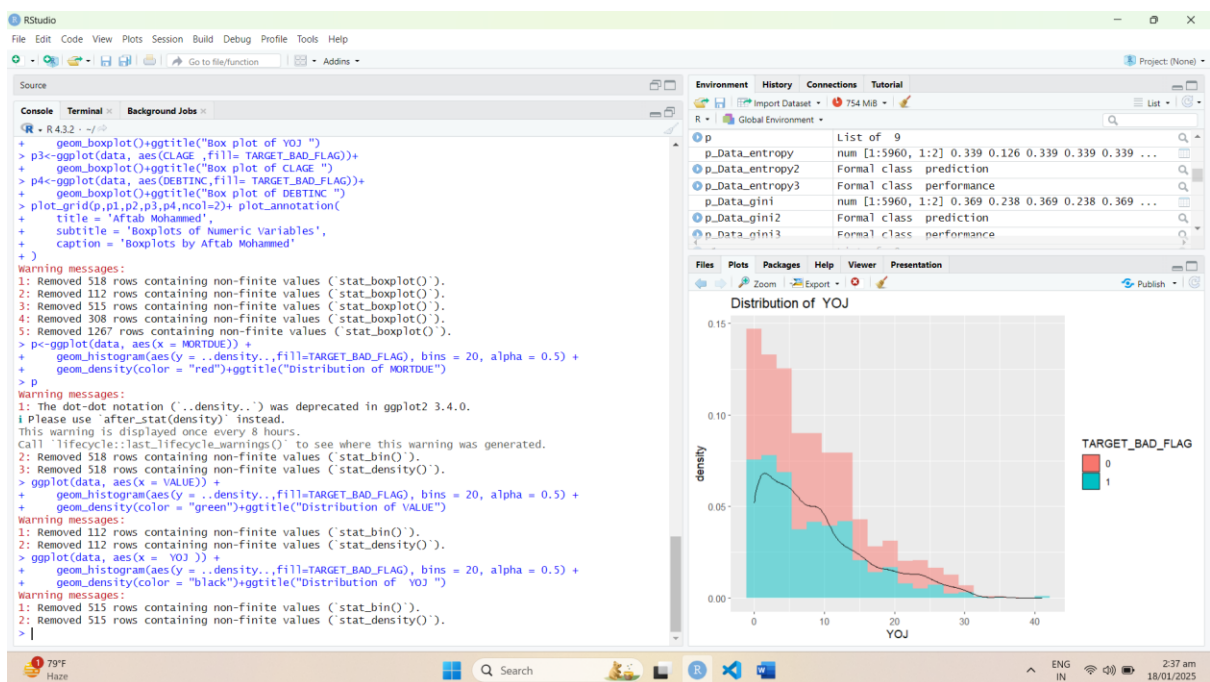 RStudio
File Edit Code View Plots Session Build Debug Profile Tools Help
Go to file/function Addins Project: (None)
Source
Console Terminal Background Jobs
R 4.3.2 · ~/
+ geom_boxplot()+ggtitle("Box plot of YOJ ")
> p3<-ggplot(data, aes(CLAGE ,fill= TARGET_BAD_FLAG))+
+ geom_boxplot()+ggtitle("Box plot of CLAGE ")
> p4<-ggplot(data, aes(DEBTINC,fill= TARGET_BAD_FLAG))+
+ geom_boxplot()+ggtitle("Box plot of DEBTINC ")
> plot_grid(p,p1,p2,p3,p4,ncol=2)+ plot_annotation(
+ title = 'Aftab Mohammed',
+ subtitle = 'Boxplots of Numeric Variables',
+ caption = 'Boxplots by Aftab Mohammed'
+ )
Warning messages:
1: Removed 518 rows containing non-finite values (`stat_boxplot()`).
2: Removed 112 rows containing non-finite values (`stat_boxplot()`).
3: Removed 515 rows containing non-finite values (`stat_boxplot()`).
4: Removed 308 rows containing non-finite values (`stat_boxplot()`).
5: Removed 1267 rows containing non-finite values (`stat_boxplot()`).
> p<-ggplot(data, aes(x = MORTDUE)) +
+ geom_histogram(aes(y = ..density..,fill=TARGET_BAD_FLAG), bins = 20, alpha = 0.5) +
+ geom_density(color = "red")+ggtitle("Distribution of MORTDUE")
> p
Warning messages:
1: The dot-dot notation (`..density..`) was deprecated in ggplot2 3.4.0.
i Please use `after_stat(density)` instead.
This warning is displayed once every 8 hours.
Call `lifecycle::last_lifecycle_warnings()` to see where this warning was generated.
2: Removed 518 rows containing non-finite values (`stat_bin()`).
3: Removed 518 rows containing non-finite values (`stat_density()`).
> ggplot(data, aes(x = VALUE)) +
+ geom_histogram(aes(y = ..density..,fill=TARGET_BAD_FLAG), bins = 20, alpha = 0.5) +
+ geom_density(color = "green")+ggtitle("Distribution of VALUE")
Warning messages:
1: Removed 112 rows containing non-finite values (`stat_bin()`).
2: Removed 112 rows containing non-finite values (`stat_density()`).
> ggplot(data, aes(x = YOJ )) +
+ geom_histogram(aes(y = ..density..,fill=TARGET_BAD_FLAG), bins = 20, alpha = 0.5) +
+ geom_density(color = "black")+ggtitle("Distribution of YOJ ")
Warning messages:
1: Removed 515 rows containing non-finite values (`stat_bin()`).
2: Removed 515 rows containing non-finite values (`stat_density()`).
>
Environment History Connections Tutorial
Import Dataset 754 MiB List
R Global Environment
p List of 9
p_Data_entropy num [1:5960, 1:2] 0.339 0.126 0.339 0.339 0.339 ...
p_Data_entropy2 Formal class prediction
p_Data_entropy3 Formal class performance
p_Data_gini num [1:5960, 1:2] 0.369 0.238 0.369 0.238 0.369 ...
p_Data_gini2 Formal class prediction
p_Data_gini3 Formal class performance
Files Plots Packages Help Viewer Presentation
Zoom Export Publish
Distribution of YOJ
0.15
0.10
0.05
0.00
density
0 10 20 30 40
YOJ
TARGET_BAD_FLAG
0
1
1 79°F
Haze
Search
ENG
IN
2:37 am
18/01/2025